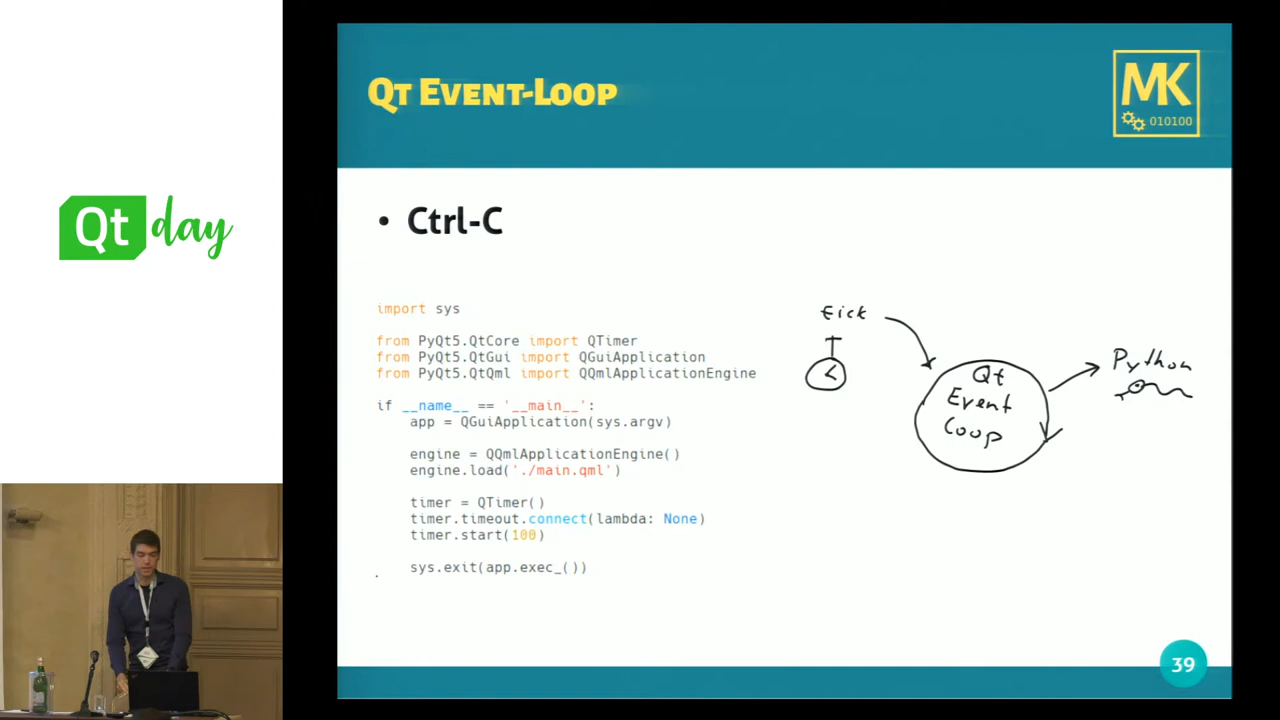 Qt day
QT EVENT-LOOP
MK
010100
• Ctrl-C
import sys
from PyQt5.QtCore import QTimer
from PyQt5.QtGui import QGuiApplication
from PyQt5.QtQml import QQmlApplicationEngine
if __name__ == '__main__':
app = QGuiApplication(sys.argv)
engine = QQmlApplicationEngine()
engine.load('./main.qml')
timer = QTimer()
timer.timeout.connect(lambda: None)
timer.start(100)
sys.exit(app.exec_())
tick
Qt
Event
Loop
Python
39